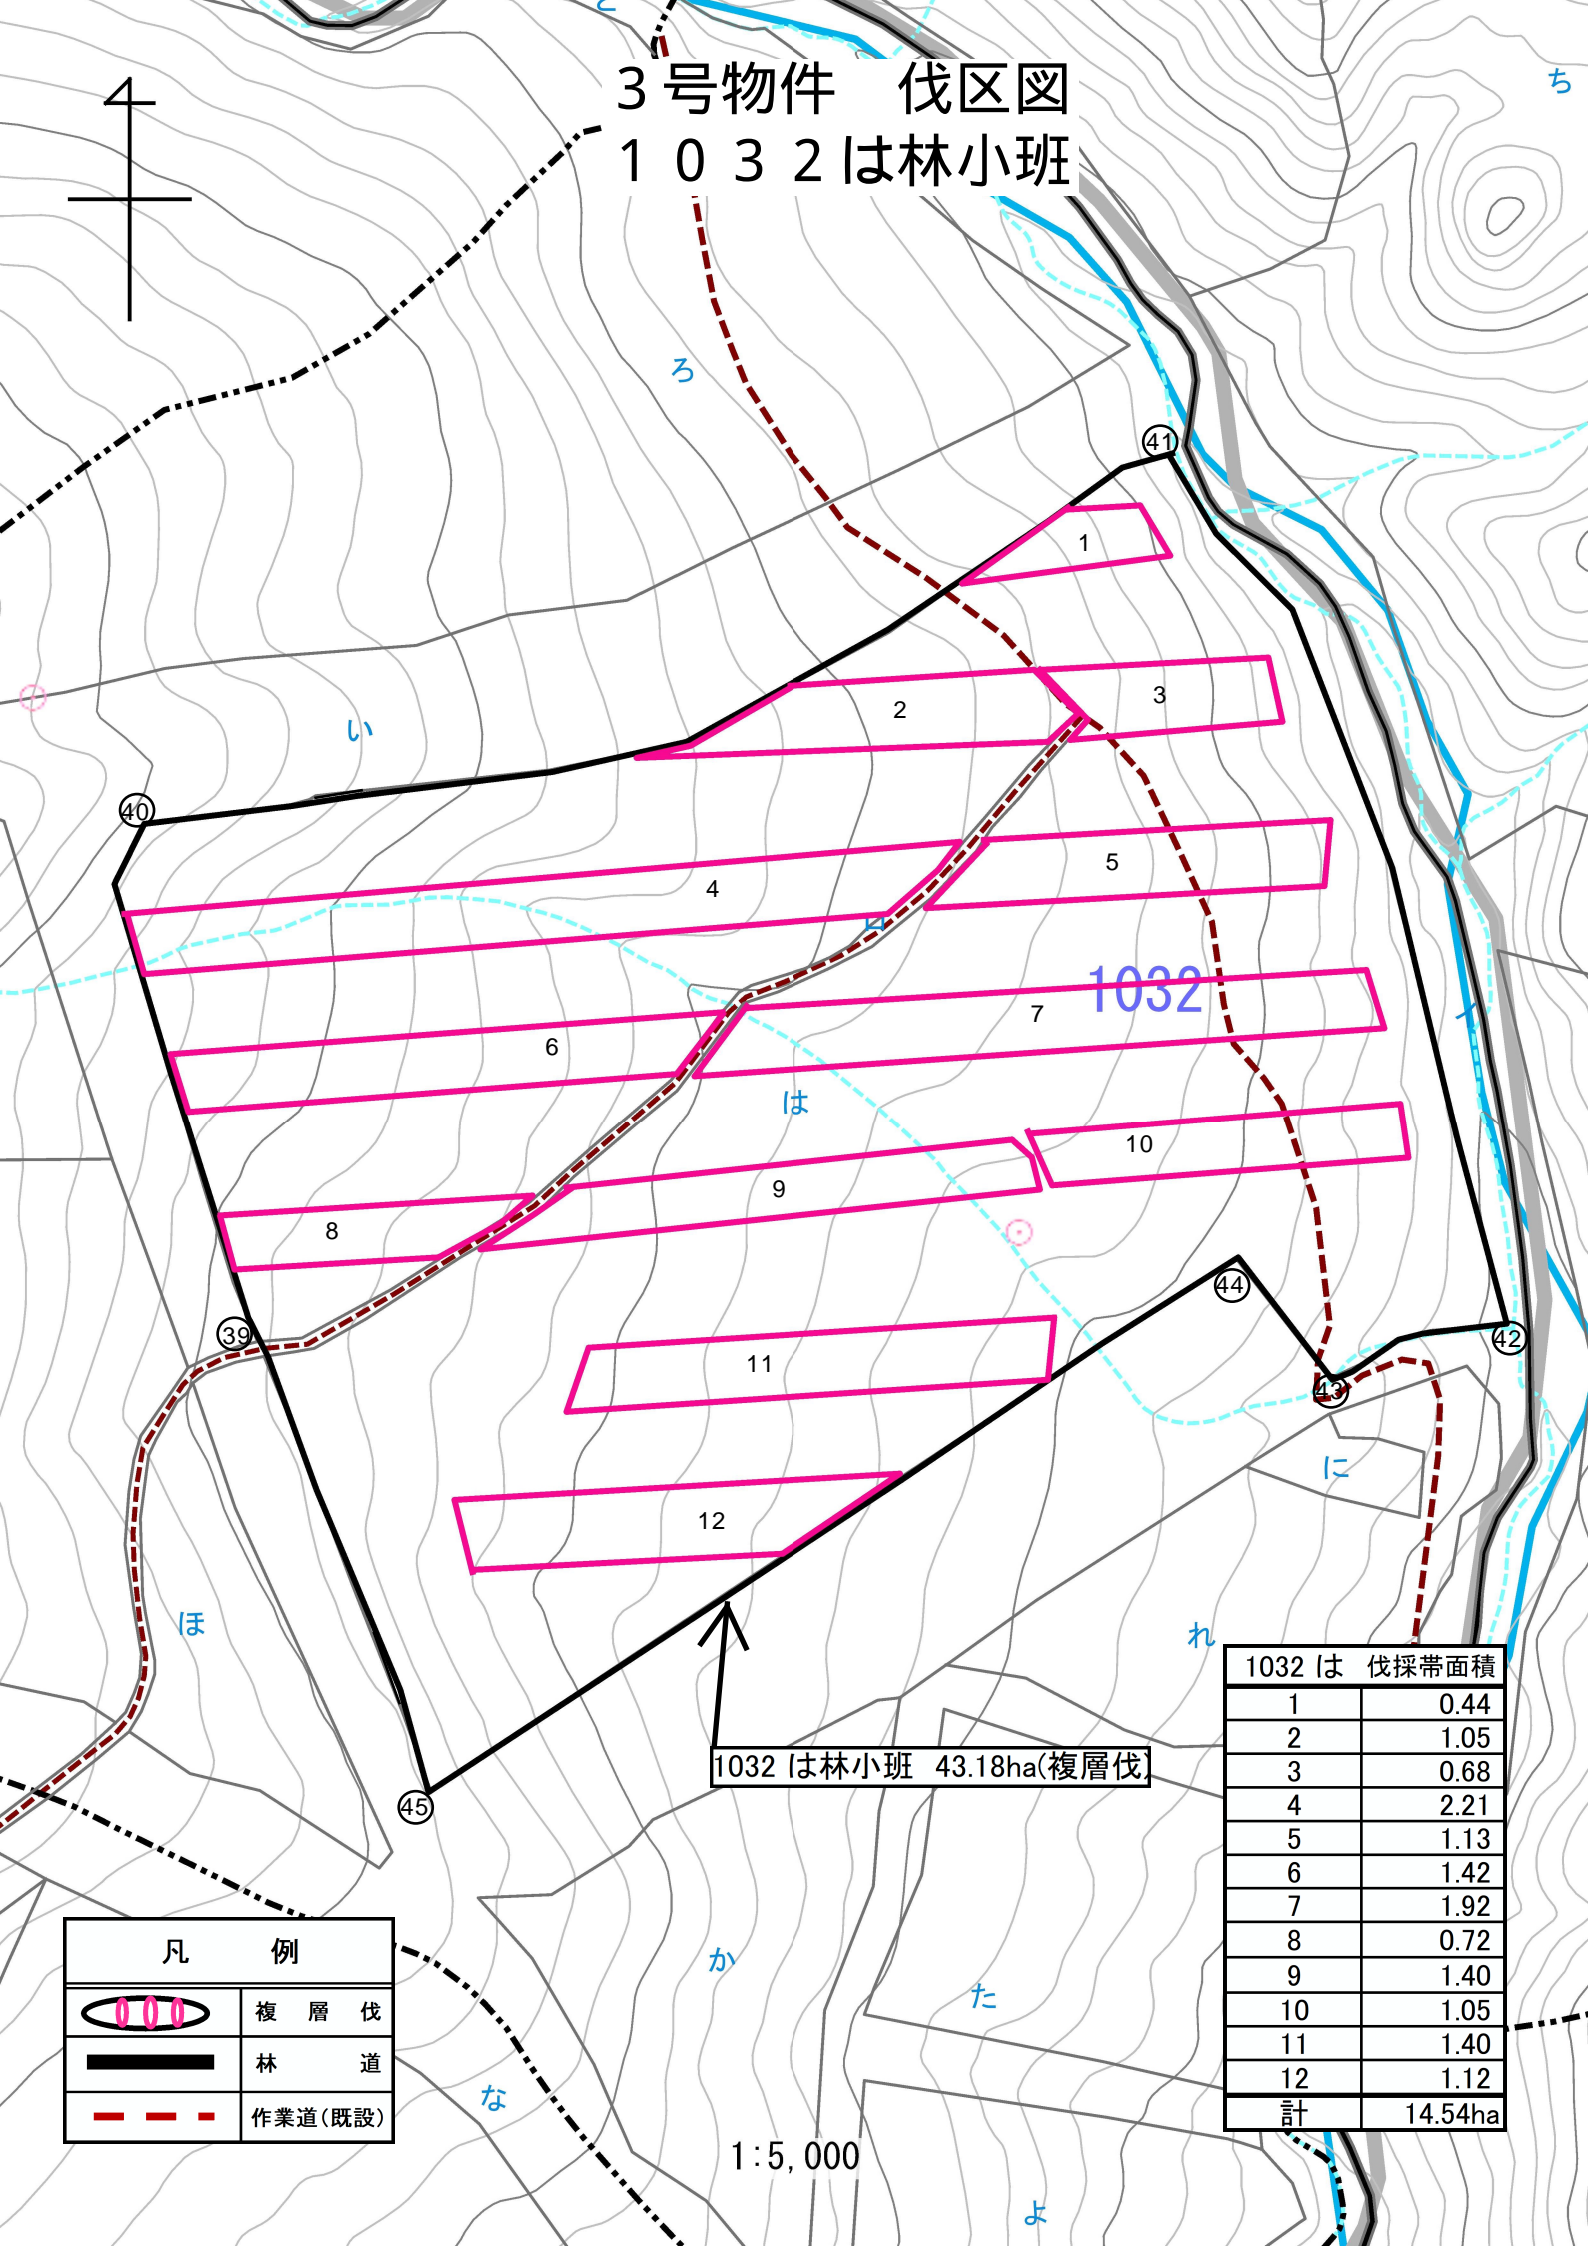 と
3号物件　伐区図
１０３２は林小班
ち
ろ
41
1
い
2
3
40
4
5
ロ
1032
イ
6
7
は
8
9
10
39
11
44
42
43
12
に
ほ
れ
1032 は林小班 43.18ha(複層伐)
45
か
た
な
よ
1032 は 伐採帯面積
1 0.44
2 1.05
3 0.68
4 2.21
5 1.13
6 1.42
7 1.92
8 0.72
9 1.40
10 1.05
11 1.40
12 1.12
計 14.54ha
凡 例
複 層 伐
林 道
作業道(既設)
1:5,000